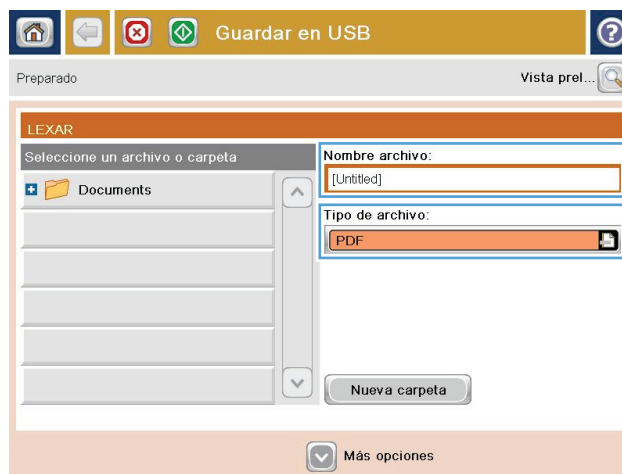 Guardar en USB
?
Preparado
Vista prel...
LEXAR
Seleccione un archivo o carpeta
Nombre archivo:
Documents
[Untitled]
Tipo de archivo:
PDF
Nueva carpeta
Más opciones